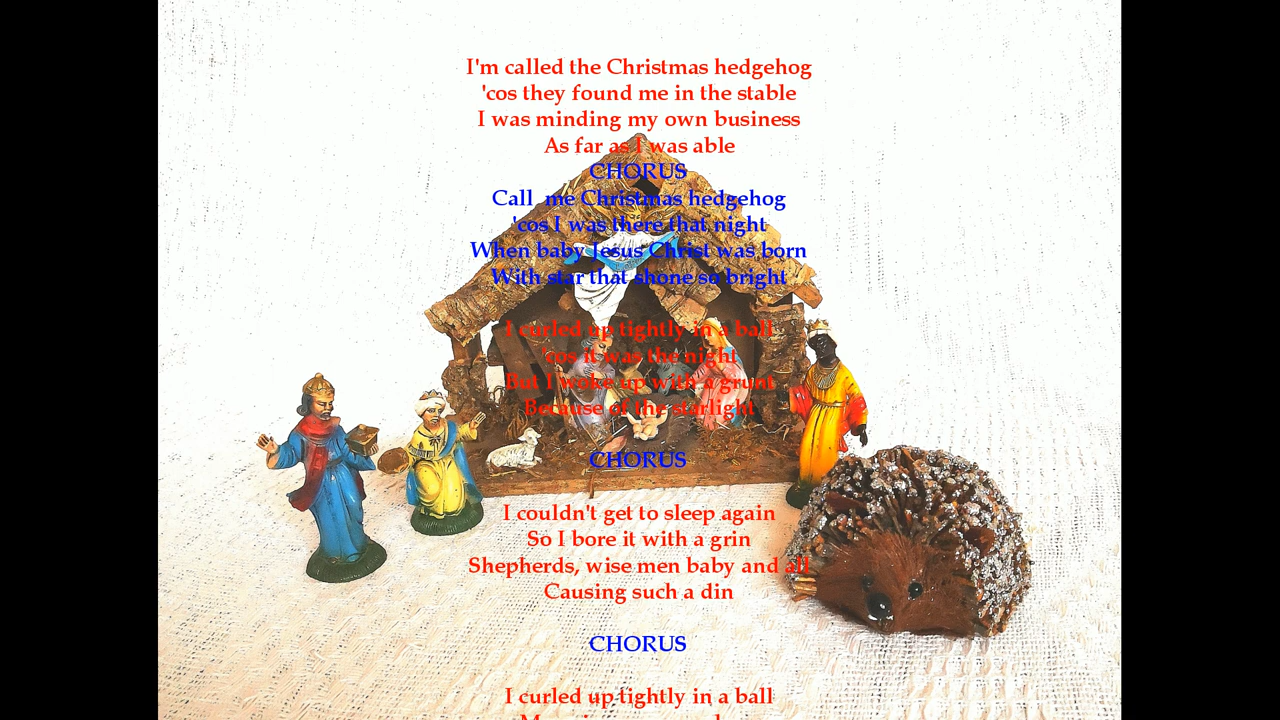 I'm called the Christmas hedgehog
'cos they found me in the stable
I was minding my own business
As far as I was able
CHORUS
Call  me Christmas hedgehog
'cos I was there that night
When baby Jesus Christ was born
With star that shone so bright
I curled up tightly in a ball
'cos it was the night
But I woke up with a grunt
Because of the starlight
CHORUS
I couldn't get to sleep again
So I bore it with a grin
Shepherds, wise men baby and all
Causing such a din
CHORUS
I curled up tightly in a ball